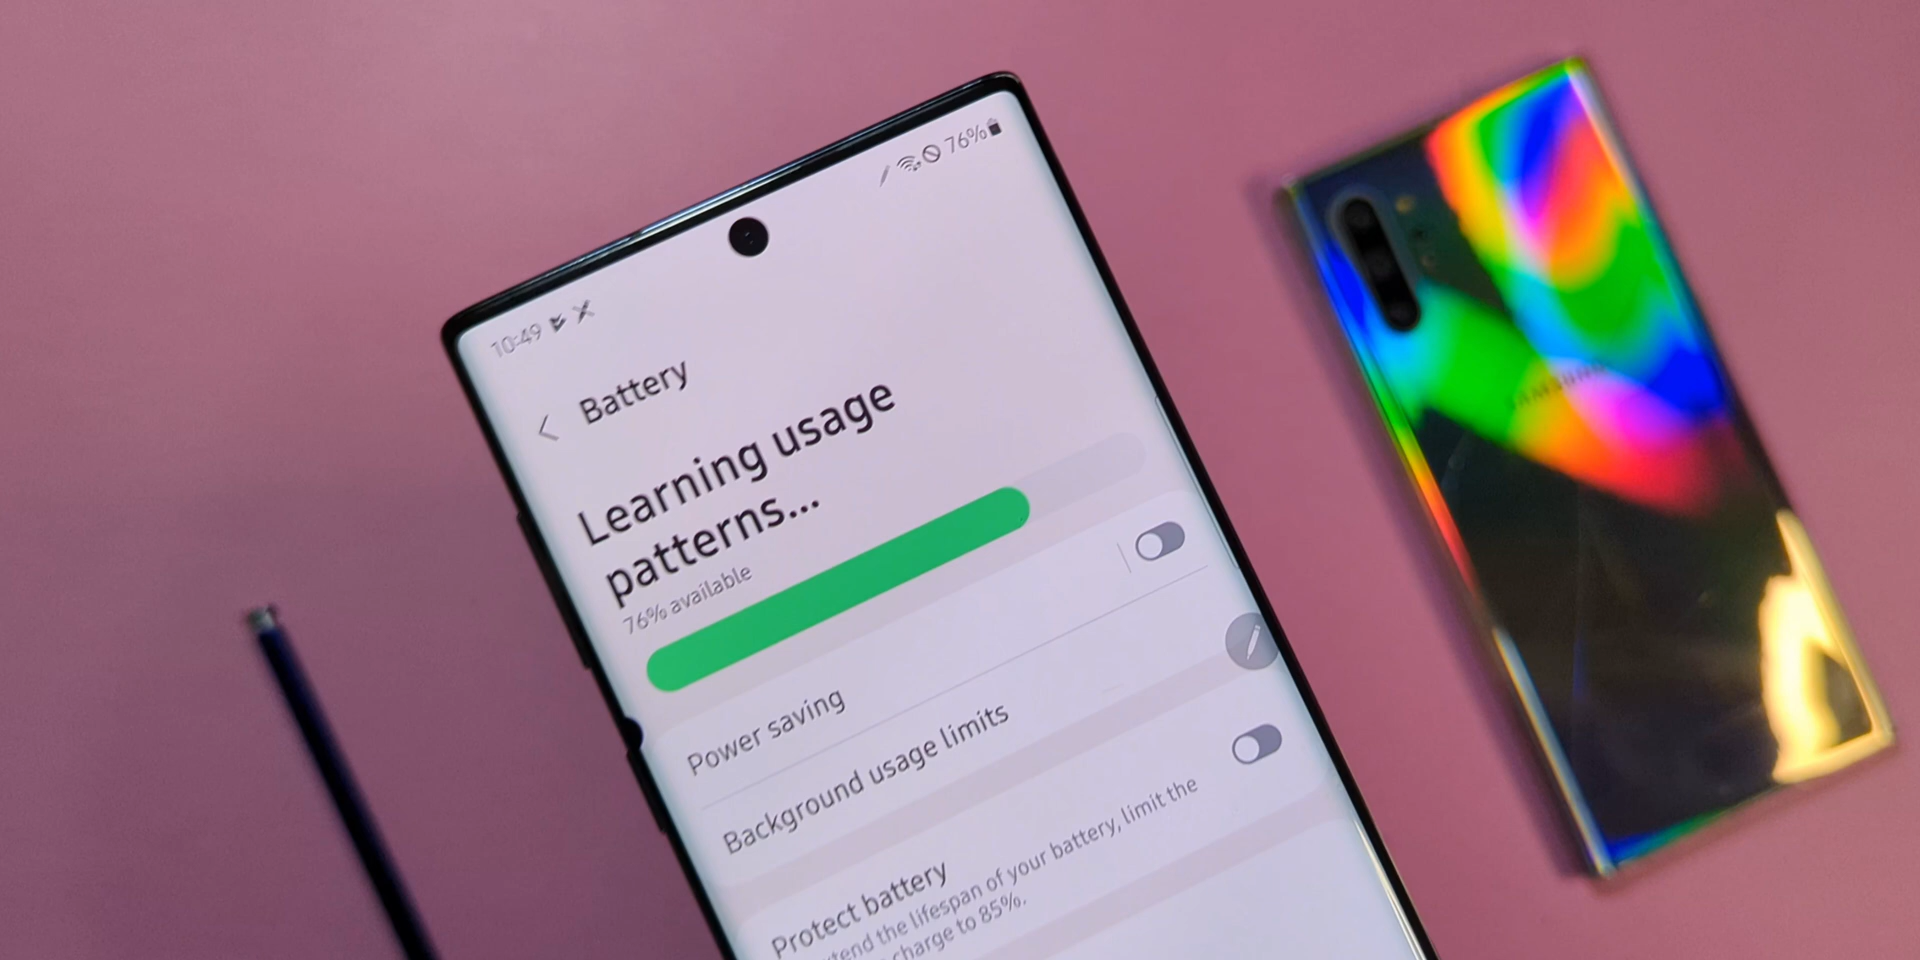 10:49
76%
Battery
Learning usage
patterns...
76% available
Power saving
Background usage limits
Protect battery
the lifespan of your battery, limit the
charge to 85%.
SAMSUNG